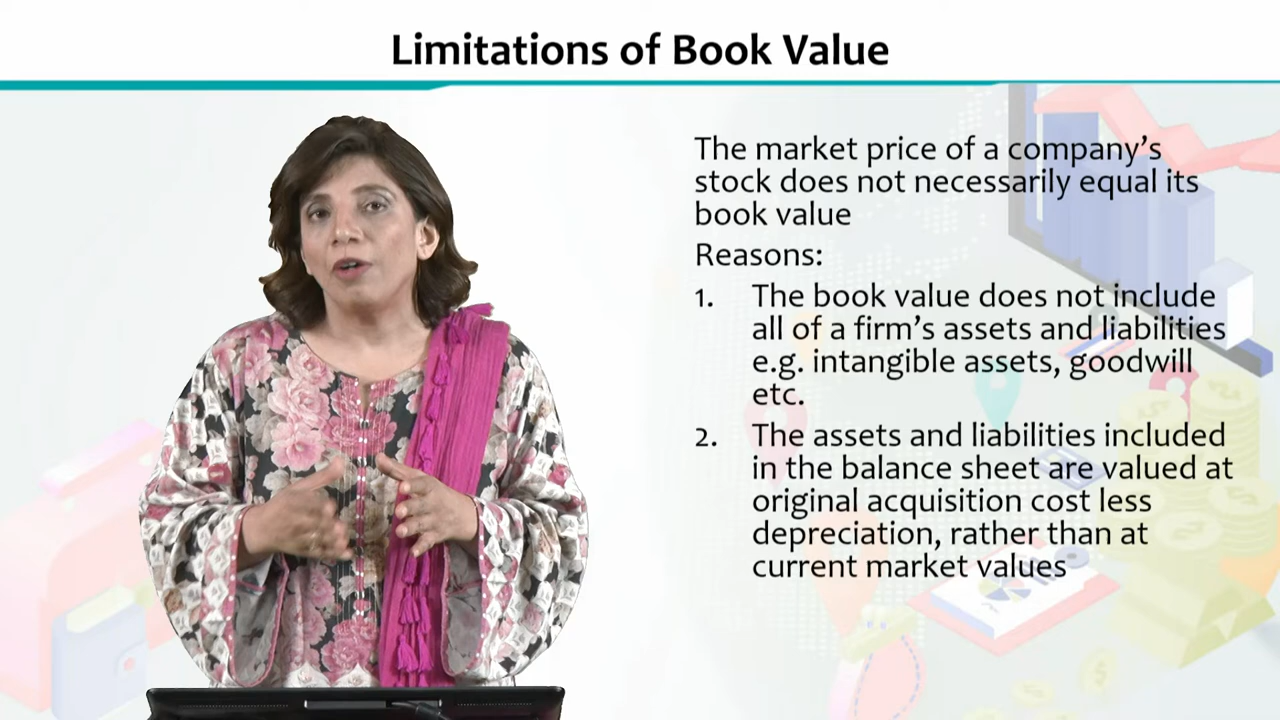 Limitations of Book Value
The market price of a company's
stock does not necessarily equal its
book value
Reasons:
1. The book value does not include
all of a firm's assets and liabilities
e.g. intangible assets, goodwill
etc.
2. The assets and liabilities included
in the balance sheet are valued at
original acquisition cost less
depreciation, rather than at
current market values